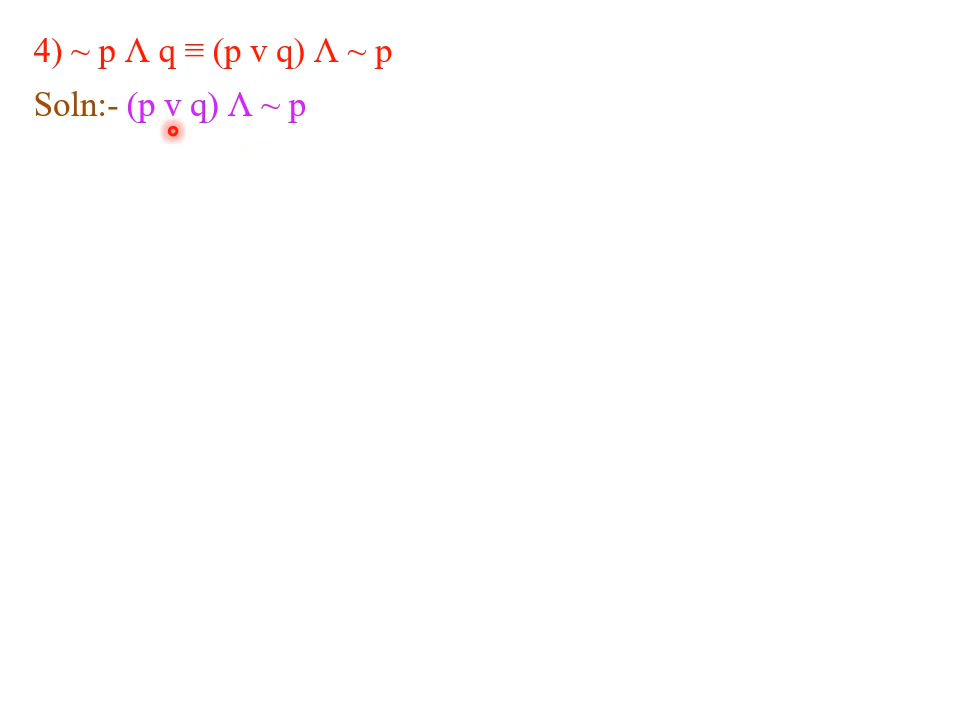 4) ~ p Λ q ≡ (p v q) Λ ~ p
Soln:- (p v q) Λ ~ p